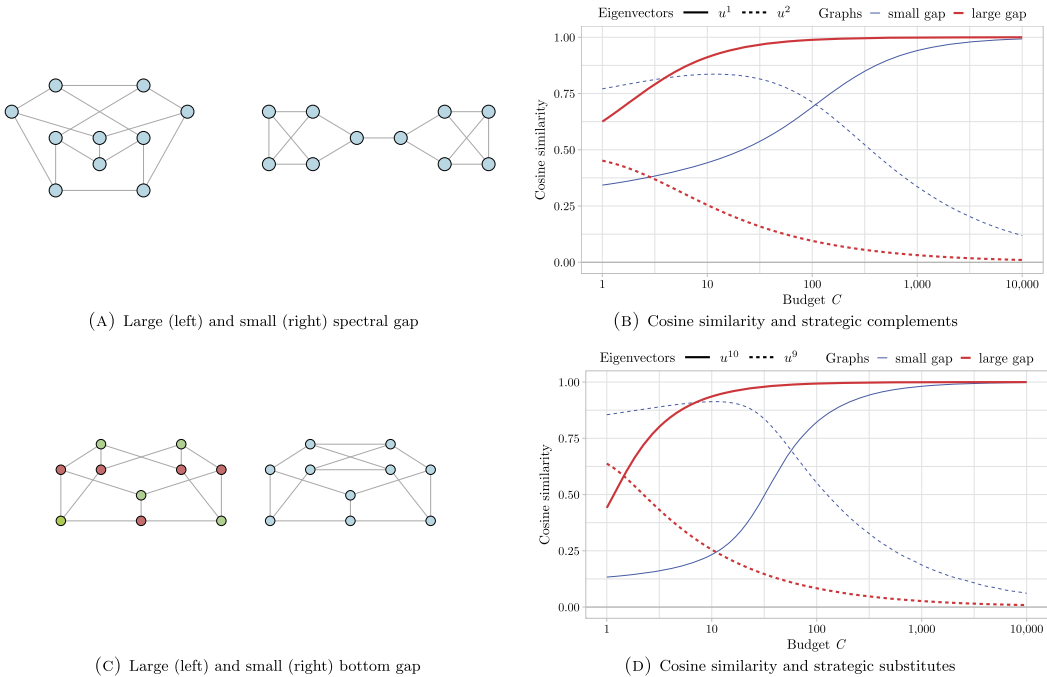 Eigenvectors u¹ u² Graphs small gap large gap
1.00
0.75
0.50
0.25
0.00
Cosine similarity
1 10 100 1,000 10,000
Budget C
(A) Large (left) and small (right) spectral gap
(B) Cosine similarity and strategic complements
Eigenvectors u¹⁰ u⁹ Graphs small gap large gap
1.00
0.75
0.50
0.25
0.00
Cosine similarity
1 10 100 1,000 10,000
Budget C
(C) Large (left) and small (right) bottom gap
(D) Cosine similarity and strategic substitutes